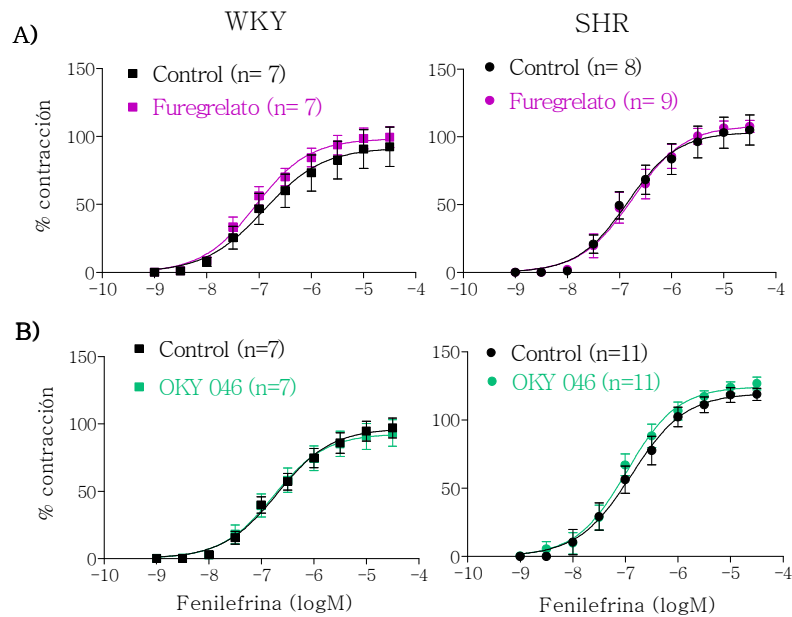 WKY
SHR
A)
Control (n= 7)
Furegrelato (n= 7)
Control (n= 8)
Furegrelato (n= 9)
% contracción
150
100
50
0
-10 -9 -8 -7 -6 -5 -4
150
100
50
0
-10 -9 -8 -7 -6 -5 -4
B)
Control (n=7)
OKY 046 (n=7)
Control (n=11)
OKY 046 (n=11)
% contracción
150
100
50
0
-10 -9 -8 -7 -6 -5 -4
Fenilefrina (logM)
150
100
50
0
-10 -9 -8 -7 -6 -5 -4
Fenilefrina (logM)